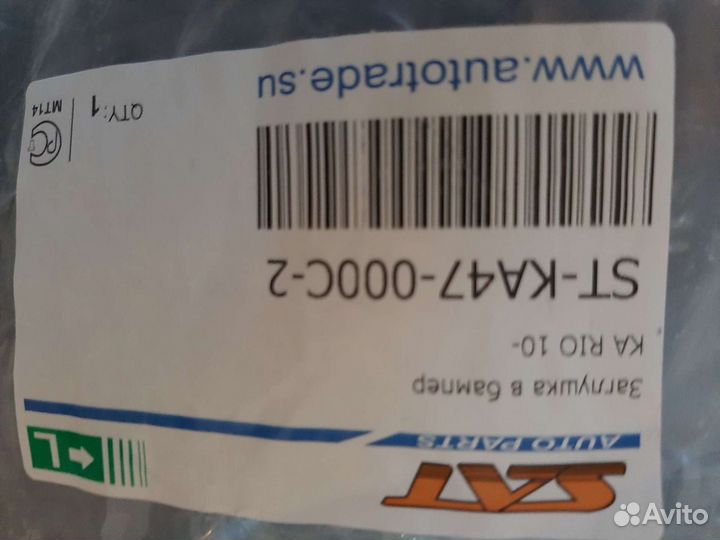 SAT
AUTO PARTS
L
Заглушка в бампер
KA RIO 10-
ST-KA47-000C-2
www.autotrade.su
QTY: 1
РС
MT14
Avito